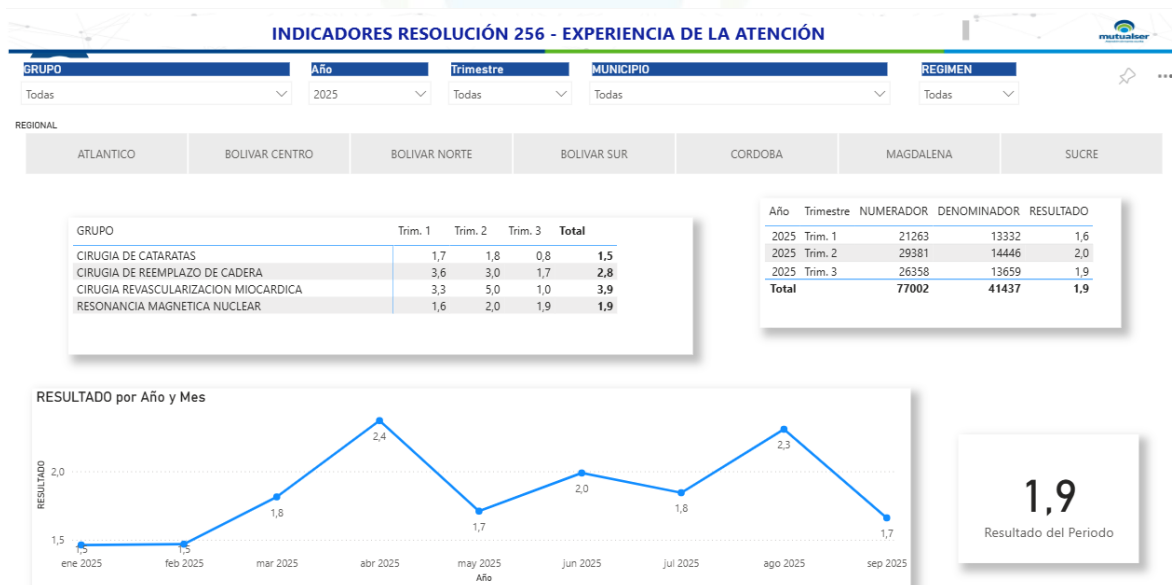 INDICADORES RESOLUCIÓN 256 - EXPERIENCIA DE LA ATENCIÓN
mutualser
GRUPO Año Trimestre MUNICIPIO REGIMEN
Todas 2025 Todas Todas Todas
REGIONAL
ATLANTICO BOLIVAR CENTRO BOLIVAR NORTE BOLIVAR SUR CORDOBA MAGDALENA SUCRE
GRUPO Trim. 1 Trim. 2 Trim. 3 Total
CIRUGIA DE CATARATAS 1,7 1,8 0,8 1,5
CIRUGIA DE REEMPLAZO DE CADERA 3,6 3,0 1,7 2,8
CIRUGIA REVASCULARIZACION MIOCARDICA 3,3 5,0 1,0 3,9
RESONANCIA MAGNETICA NUCLEAR 1,6 2,0 1,9 1,9
Año Trimestre NUMERADOR DENOMINADOR RESULTADO
2025 Trim. 1 21263 13332 1,6
2025 Trim. 2 29381 14446 2,0
2025 Trim. 3 26358 13659 1,9
Total 77002 41437 1,9
RESULTADO por Año y Mes
RESULTADO
2,0
1,5
1,5 1,5 1,8 2,4 1,7 2,0 1,8 2,3 1,7
ene 2025 feb 2025 mar 2025 abr 2025 may 2025 jun 2025 jul 2025 ago 2025 sep 2025
Año
1,9
Resultado del Periodo